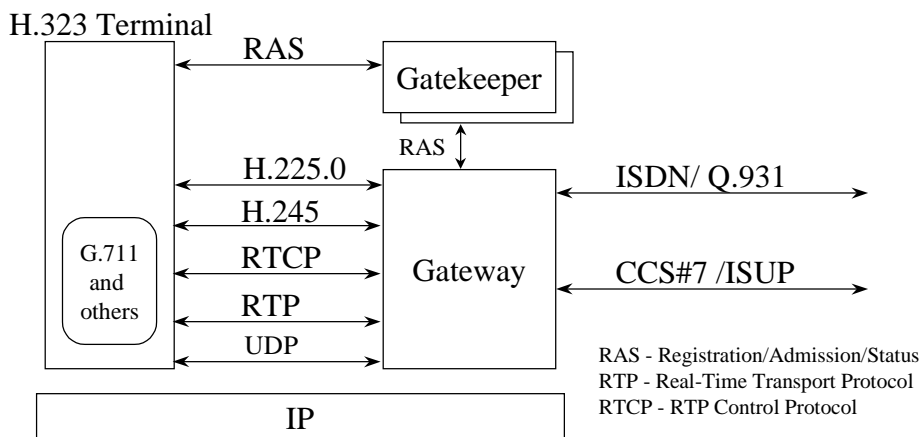 H.323 Terminal
RAS
Gatekeeper
RAS
H.225.0
ISDN/ Q.931
H.245
G.711
and
others
RTCP
Gateway
CCS#7 /ISUP
RTP
UDP
RAS - Registration/Admission/Status
RTP - Real-Time Transport Protocol
RTCP - RTP Control Protocol
IP